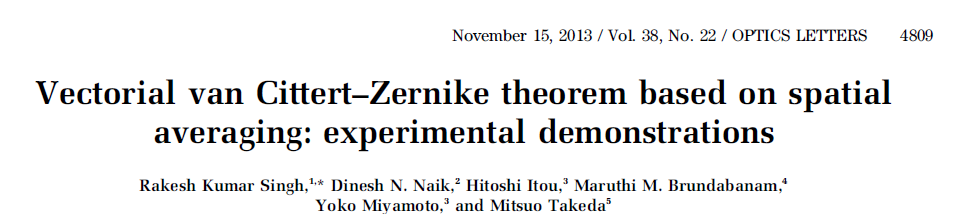 November 15, 2013 / Vol. 38, No. 22 / OPTICS LETTERS 4809
Vectorial van Cittert–Zernike theorem based on spatial
averaging: experimental demonstrations
Rakesh Kumar Singh,1,* Dinesh N. Naik,2 Hitoshi Itou,3 Maruthi M. Brundabanam,4
Yoko Miyamoto,3 and Mitsuo Takeda5